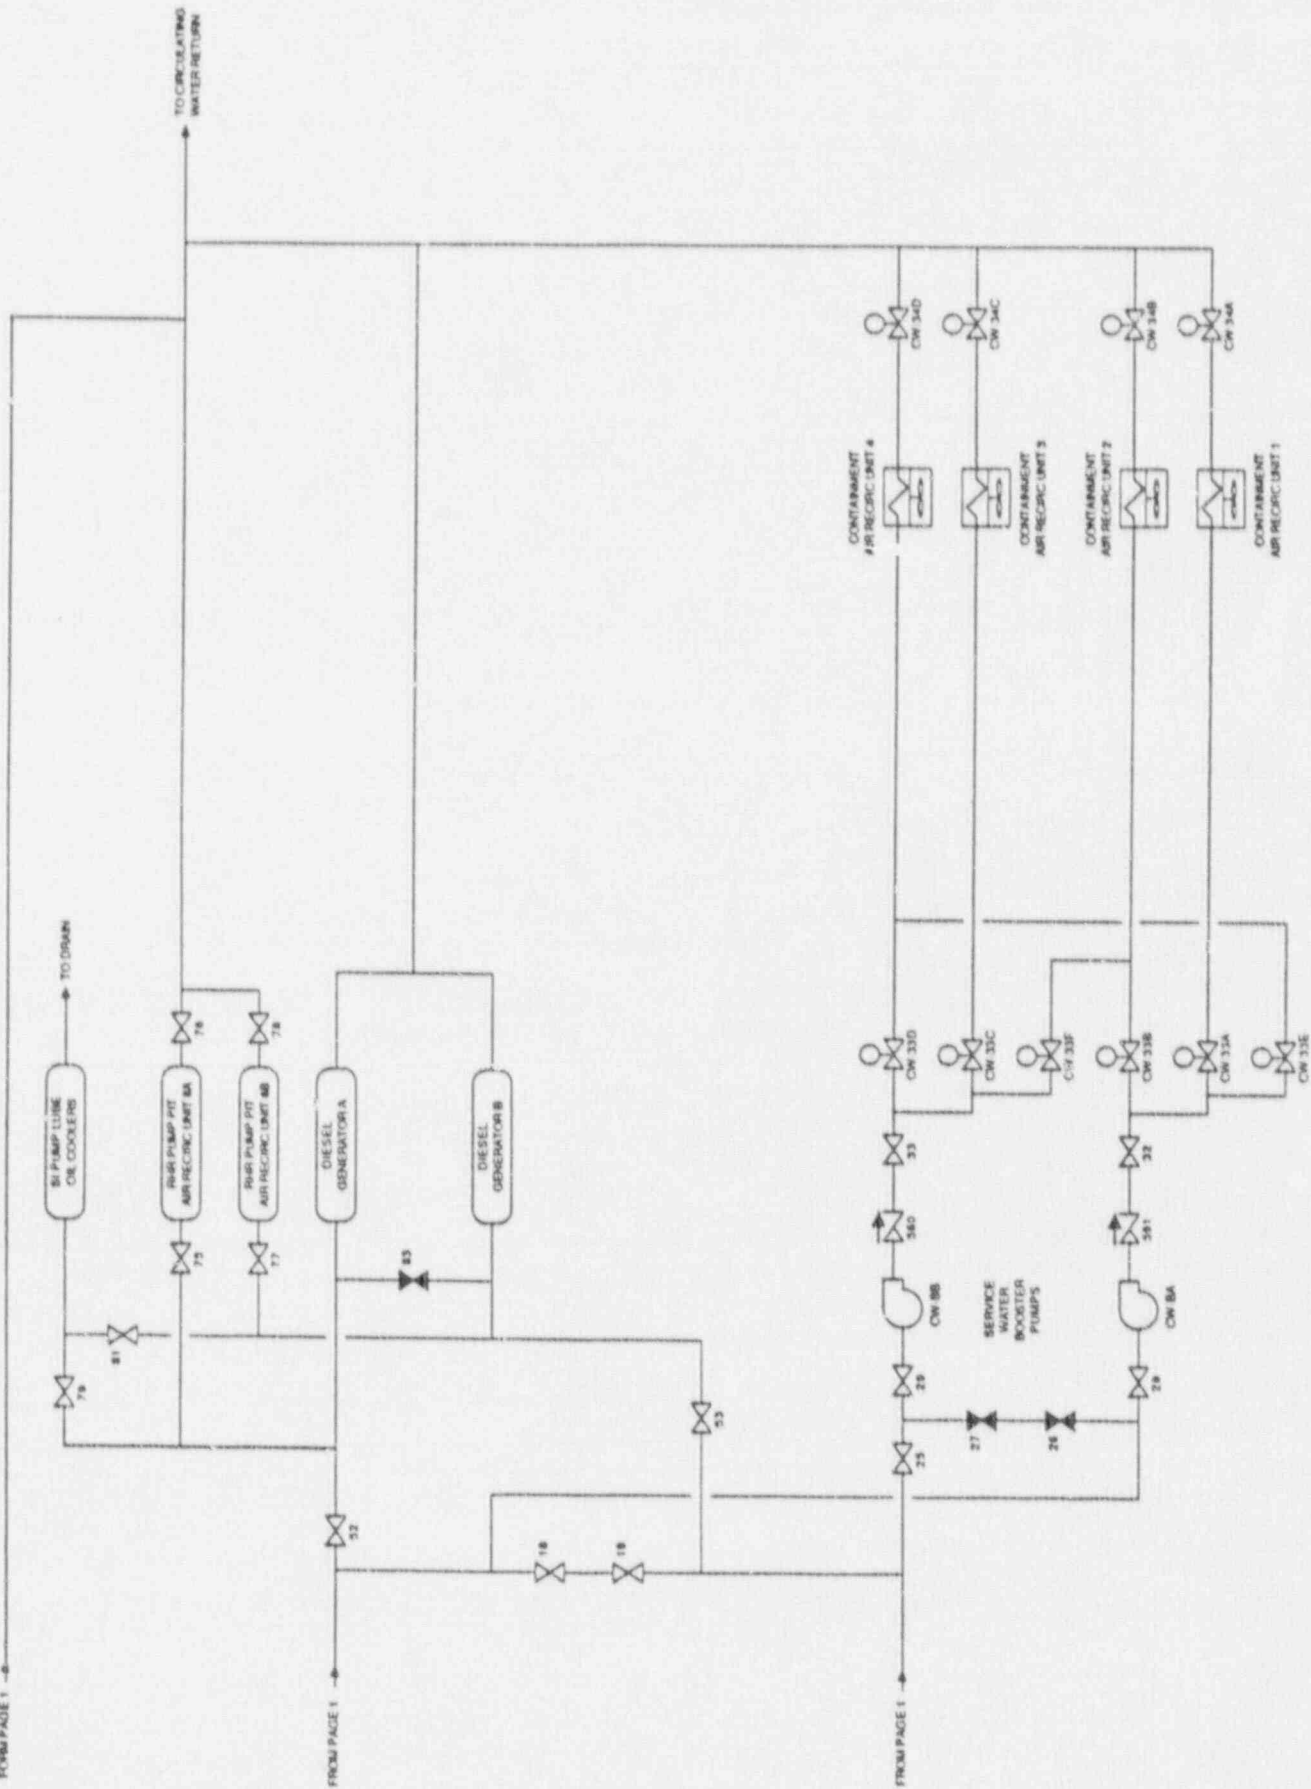 TO CIRCULATING
WATER RETURN
FORM PAGE 1
TO DRAIN
SI PUMP LUBE
OIL COOLERS
79
81
RHR PUMP PIT
AIR RECIRC UNIT 8A
75
76
RHR PUMP PIT
AIR RECIRC UNIT 8B
77
78
FROM PAGE 1
52
DIESEL
GENERATOR A
83
DIESEL
GENERATOR B
18
19
53
FROM PAGE 1
25
29
CW 8B
560
33
CW 33D
CONTAINMENT
AIR RECIRC UNIT 4
CW 34D
CW 33C
CONTAINMENT
AIR RECIRC UNIT 3
CW 34C
27
26
SERVICE
WATER
BOOSTER
PUMPS
CW 33F
28
CW 8A
561
32
CW 33B
CONTAINMENT
AIR RECIRC UNIT 2
CW 34B
CW 33A
CONTAINMENT
AIR RECIRC UNIT 1
CW 34A
CW 33E